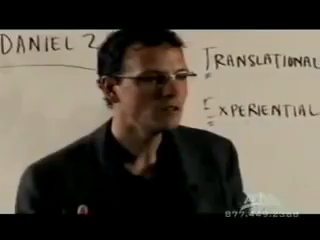 DANIEL 2
TRANSLATIONAL
EXPERIENTIAL
877.449.2388